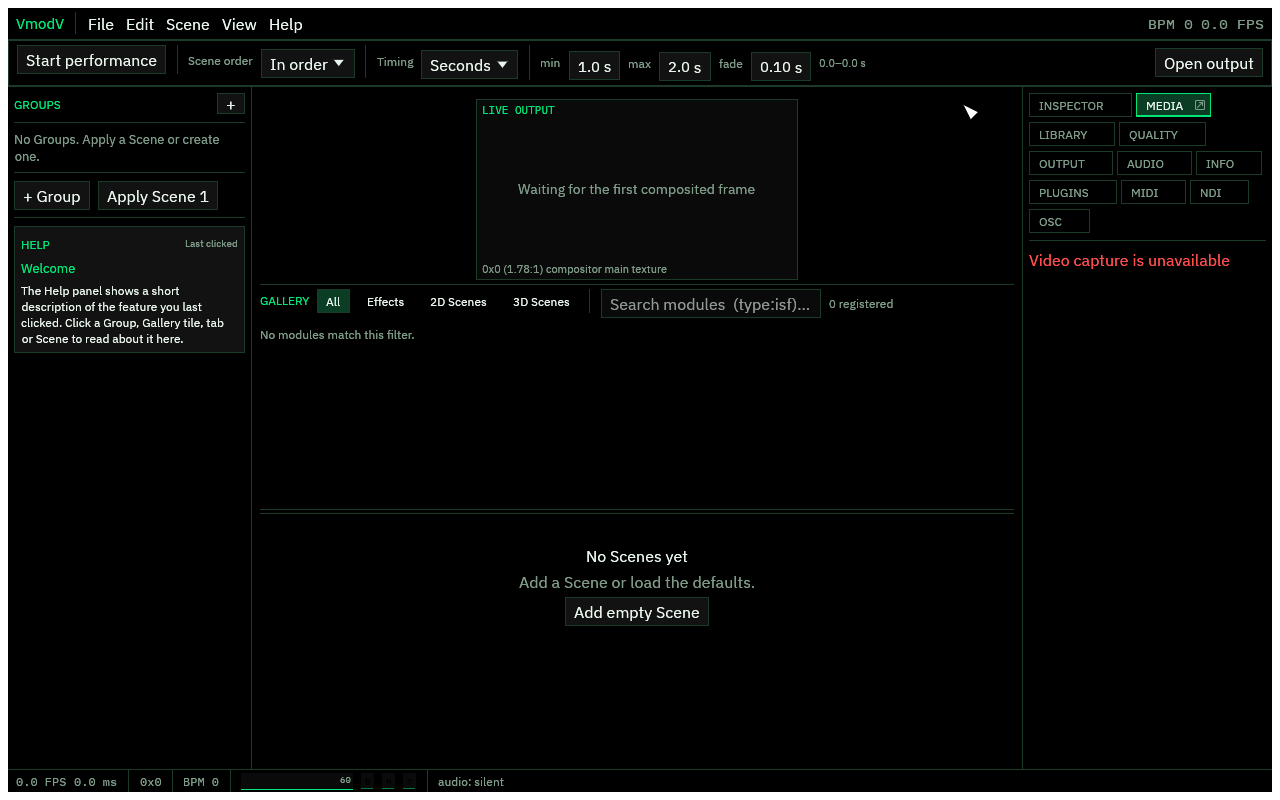 VmodV File Edit Scene View Help BPM 0 0.0 FPS
Start performance Scene order In order Timing Seconds min 1.0 s max 2.0 s fade 0.10 s 0.0–0.0 s Open output
GROUPS +
No Groups. Apply a Scene or create
one.
+ Group Apply Scene 1
HELP Last clicked
Welcome
The Help panel shows a short
description of the feature you last
clicked. Click a Group, Gallery tile, tab
or Scene to read about it here.
LIVE OUTPUT
Waiting for the first composited frame
0x0 (1.78:1) compositor main texture
GALLERY All Effects 2D Scenes 3D Scenes Search modules (type:isf)... 0 registered
No modules match this filter.
No Scenes yet
Add a Scene or load the defaults.
Add empty Scene
INSPECTOR MEDIA
LIBRARY QUALITY
OUTPUT AUDIO INFO
PLUGINS MIDI NDI
OSC
Video capture is unavailable
0.0 FPS 0.0 ms 0x0 BPM 0 60 audio: silent